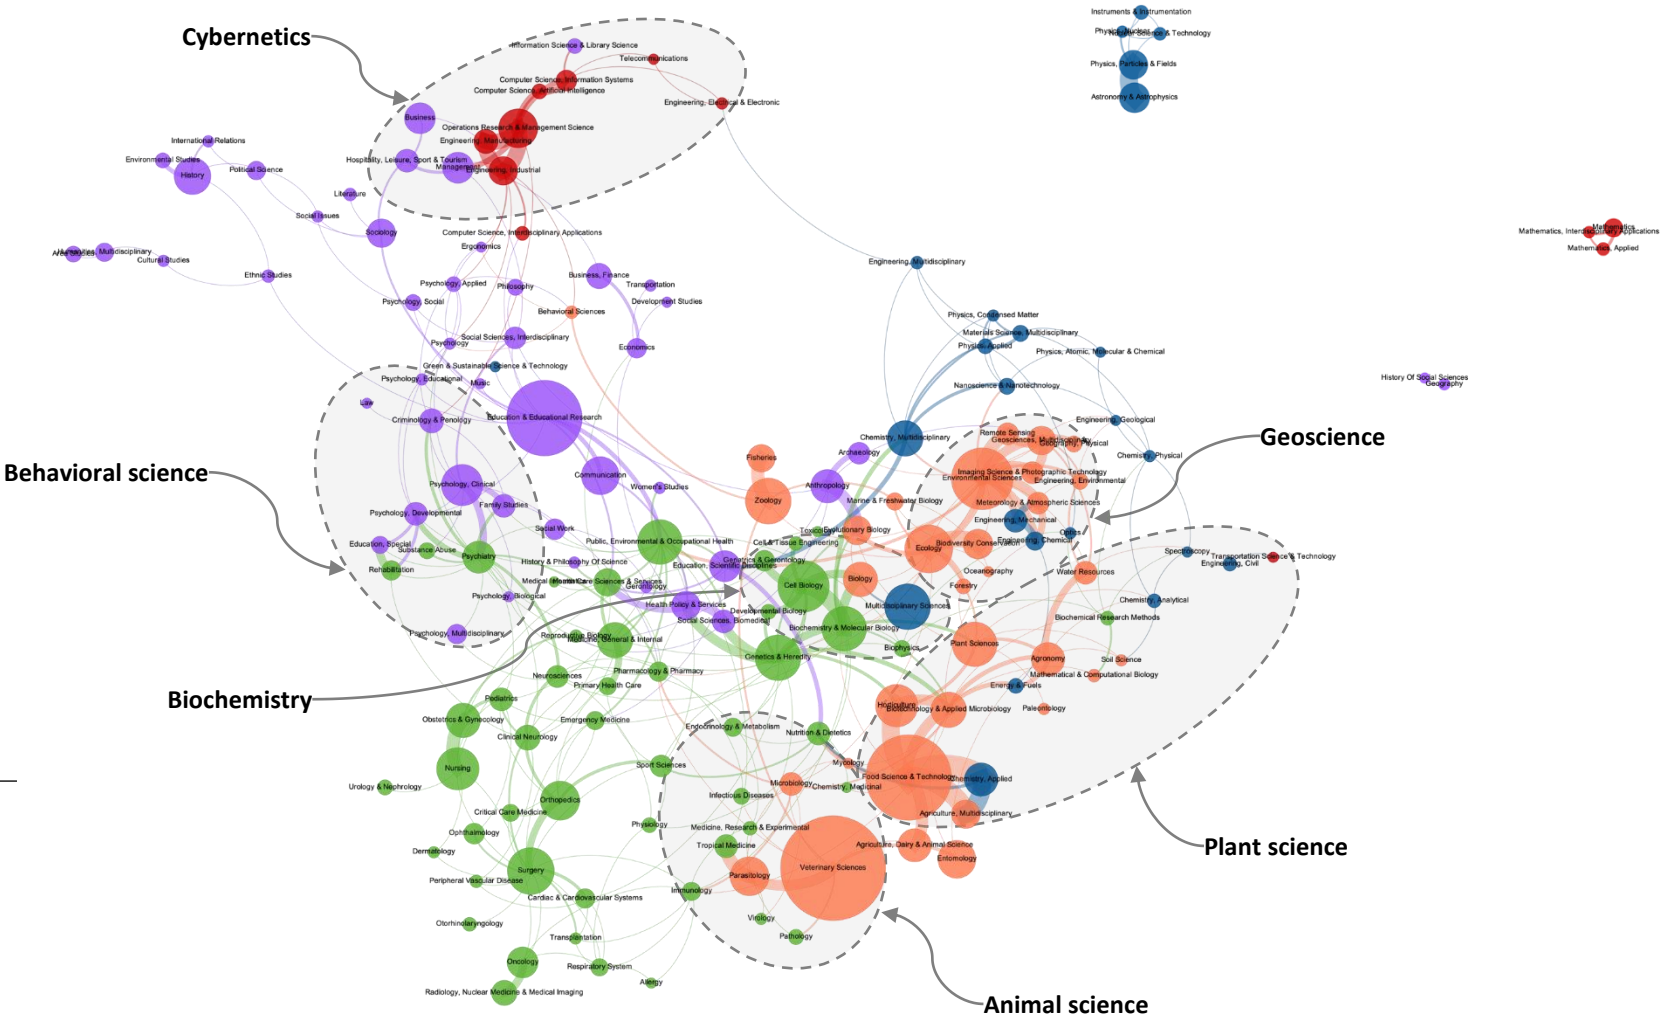 Instruments & Instrumentation
Cybernetics
Information Science & Library Science
Telecommunications
Physics, Particles & Fields
Computer Science, Information Systems
Computer Science, Artificial Intelligence
Astronomy & Astrophysics
Engineering, Electrical & Electronic
Business
Operations Research & Management Science
Engineering, Manufacturing
International Relations
Environmental Studies
Hospitality, Leisure, Sport & Tourism
Management
Engineering, Industrial
Political Science
History
Literature
Social Issues
Sociology
Computer Science, Interdisciplinary Applications
Mathematics
Mathematics, Interdisciplinary Applications
Mathematics, Applied
Ergonomics
Humanities, Multidisciplinary
Area Studies
Cultural Studies
Engineering, Multidisciplinary
Ethnic Studies
Business, Finance
Psychology, Applied
Philosophy
Transportation
Psychology, Social
Development Studies
Behavioral Sciences
Physics, Condensed Matter
Materials Science, Multidisciplinary
Social Sciences, Interdisciplinary
Psychology
Economics
Physics, Applied
Physics, Atomic, Molecular & Chemical
Green & Sustainable Science & Technology
Psychology, Educational
Music
Nanoscience & Nanotechnology
History Of Social Sciences
Geography
Law
Criminology & Penology
Education & Educational Research
Engineering, Geological
Remote Sensing
Chemistry, Multidisciplinary
Geosciences, Multidisciplinary
Geography, Physical
Geoscience
Archaeology
Fisheries
Chemistry, Physical
Behavioral science
Communication
Imaging Science & Photographic Technology
Environmental Sciences
Engineering, Environmental
Psychology, Clinical
Women's Studies
Anthropology
Zoology
Marine & Freshwater Biology
Meteorology & Atmospheric Sciences
Family Studies
Psychology, Developmental
Engineering, Mechanical
Social Work
Toxicology
Evolutionary Biology
Optics
Public, Environmental & Occupational Health
Cell & Tissue Engineering
Engineering, Chemical
Education, Special
Substance Abuse
Psychiatry
Ecology
Biodiversity Conservation
Spectroscopy
Transportation Science & Technology
Engineering, Civil
History & Philosophy Of Science
Geriatrics & Gerontology
Education, Scientific Disciplines
Rehabilitation
Oceanography
Water Resources
Medical Informatics
Health Care Sciences & Services
Gerontology
Cell Biology
Biology
Forestry
Psychology, Biological
Health Policy & Services
Developmental Biology
Multidisciplinary Sciences
Chemistry, Analytical
Social Sciences, Biomedical
Biochemistry & Molecular Biology
Biochemical Research Methods
Psychology, Multidisciplinary
Reproductive Biology
Medicine, General & Internal
Biophysics
Plant Sciences
Genetics & Heredity
Agronomy
Soil Science
Neurosciences
Pharmacology & Pharmacy
Mathematical & Computational Biology
Primary Health Care
Energy & Fuels
Biochemistry
Pediatrics
Horticulture
Biotechnology & Applied Microbiology
Paleontology
Obstetrics & Gynecology
Emergency Medicine
Endocrinology & Metabolism
Nutrition & Dietetics
Clinical Neurology
Nursing
Sport Sciences
Mycology
Food Science & Technology
Chemistry, Applied
Urology & Nephrology
Microbiology
Chemistry, Medicinal
Orthopedics
Infectious Diseases
Critical Care Medicine
Agriculture, Multidisciplinary
Physiology
Medicine, Research & Experimental
Ophthalmology
Tropical Medicine
Agriculture, Dairy & Animal Science
Plant science
Dermatology
Entomology
Surgery
Veterinary Sciences
Parasitology
Peripheral Vascular Disease
Immunology
Cardiac & Cardiovascular Systems
Virology
Otorhinolaryngology
Transplantation
Pathology
Oncology
Respiratory System
Allergy
Radiology, Nuclear Medicine & Medical Imaging
Animal science